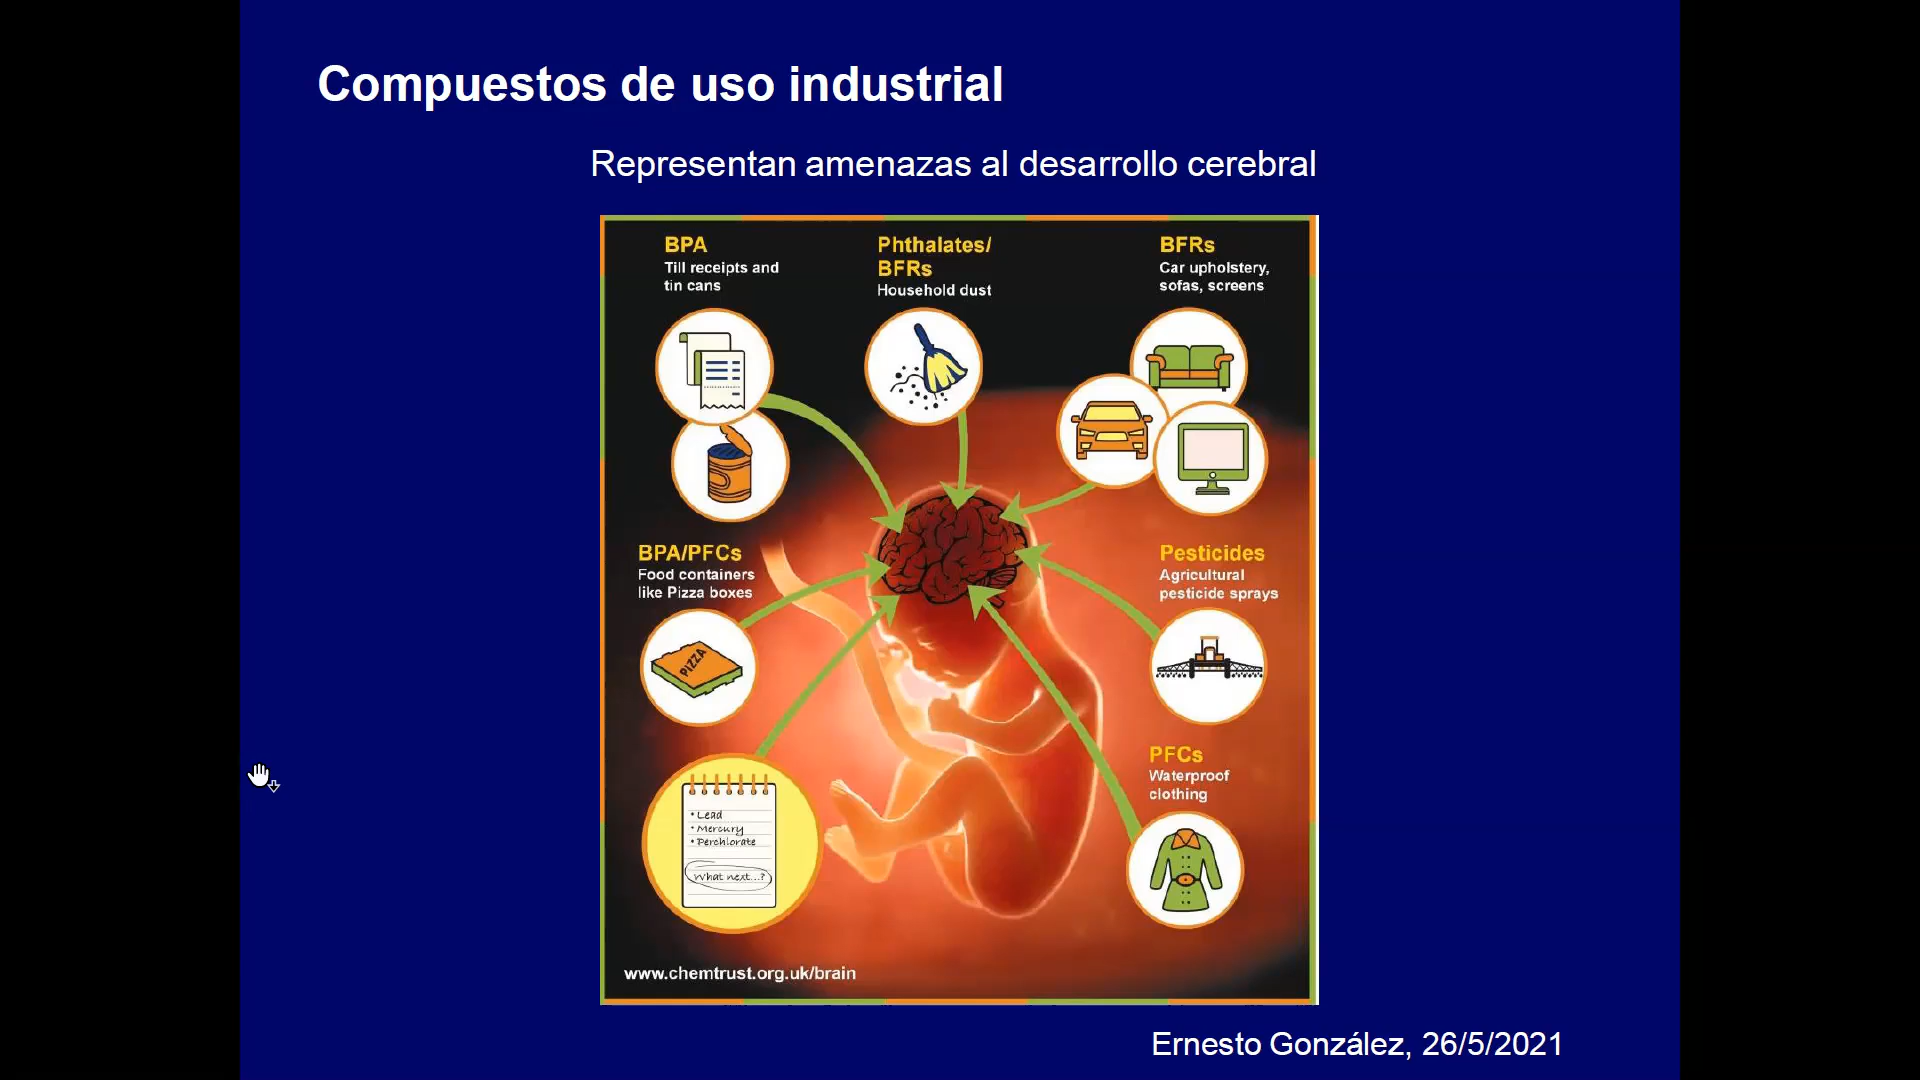 Compuestos de uso industrial
Representan amenazas al desarrollo cerebral
BPA
Till receipts and
tin cans
Phthalates/
BFRs
Household dust
BFRs
Car upholstery,
sofas, screens
BPA/PFCs
Food containers
like Pizza boxes
PIZZA
Pesticides
Agricultural
pesticide sprays
PFCs
Waterproof
clothing
• Lead
• Mercury
• Perchlorate
What next...?
www.chemtrust.org.uk/brain
Ernesto González, 26/5/2021